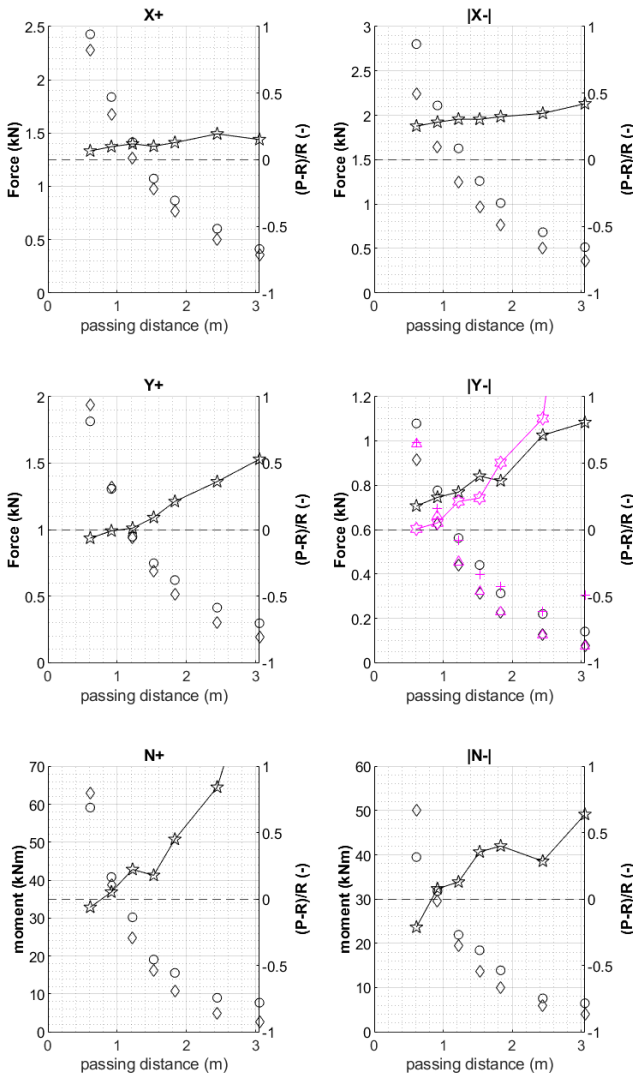 X+
Force (kN)
2.5
2
1.5
1
0.5
0
1
0.5
0
-0.5
-1
(P-R)/R (-)
0 1 2 3
passing distance (m)
|X-|
Force (kN)
3
2.5
2
1.5
1
0.5
0
1
0.5
0
-0.5
-1
(P-R)/R (-)
0 1 2 3
passing distance (m)
Y+
Force (kN)
2
1.5
1
0.5
0
1
0.5
0
-0.5
-1
(P-R)/R (-)
0 1 2 3
passing distance (m)
|Y-|
Force (kN)
1.2
1
0.8
0.6
0.4
0.2
0
1
0.5
0
-0.5
-1
(P-R)/R (-)
0 1 2 3
passing distance (m)
N+
moment (kNm)
70
60
50
40
30
20
10
0
1
0.5
0
-0.5
-1
(P-R)/R (-)
0 1 2 3
passing distance (m)
|N-|
moment (kNm)
60
50
40
30
20
10
0
1
0.5
0
-0.5
-1
(P-R)/R (-)
0 1 2 3
passing distance (m)